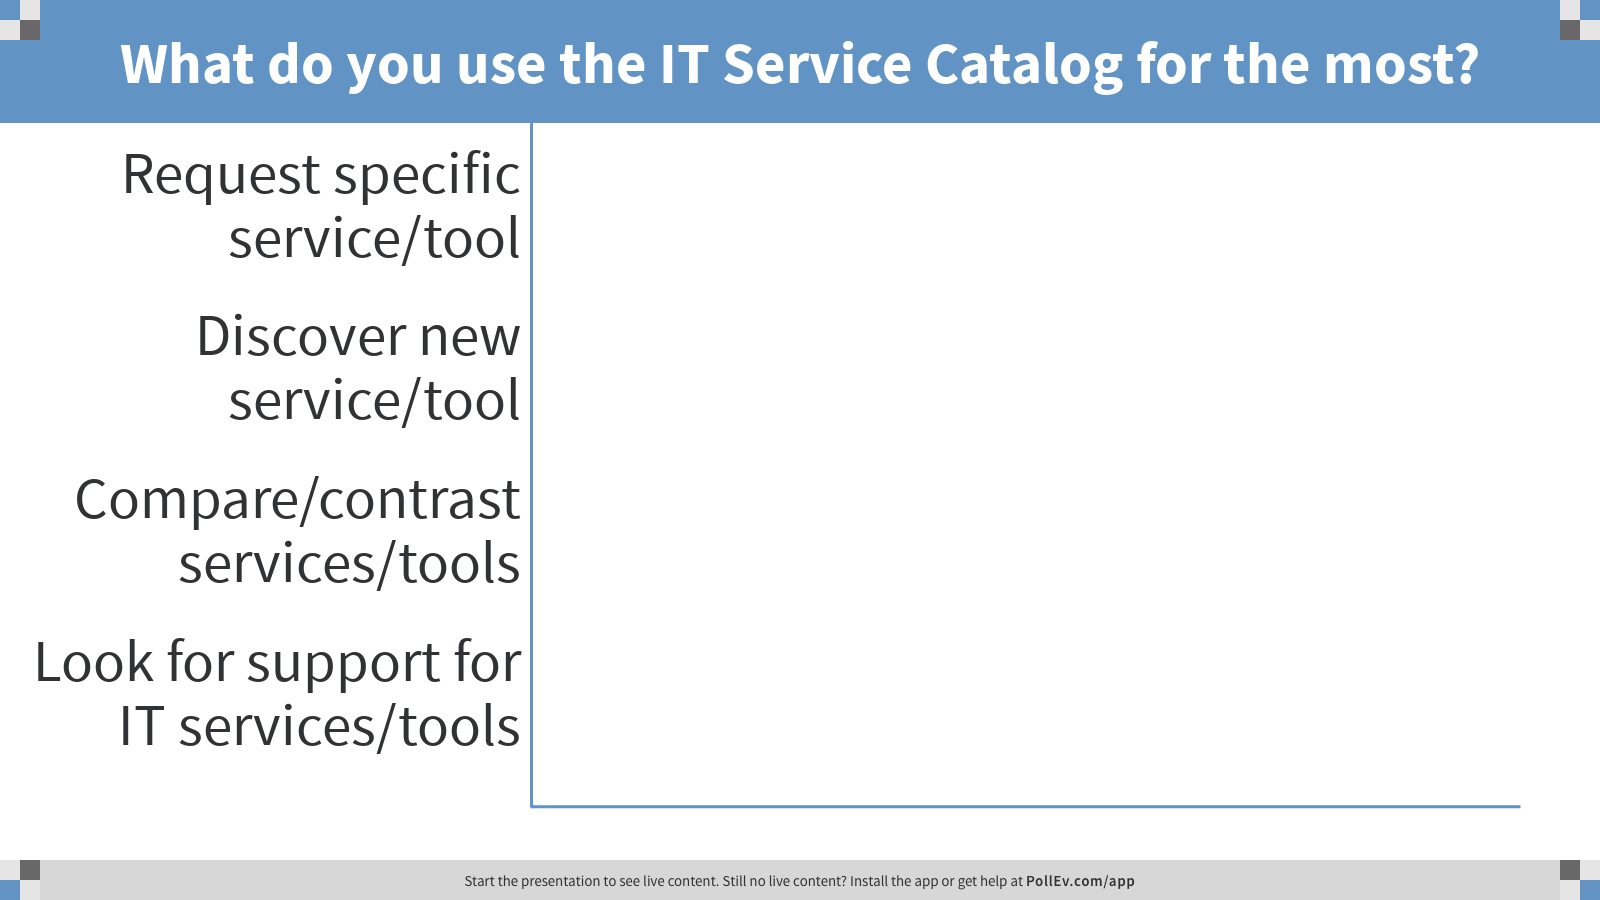 What do you use the IT Service Catalog for the most?
Request specific
service/tool
Discover new
service/tool
Compare/contrast
services/tools
Look for support for
IT services/tools
Start the presentation to see live content. Still no live content? Install the app or get help at PollEv.com/app